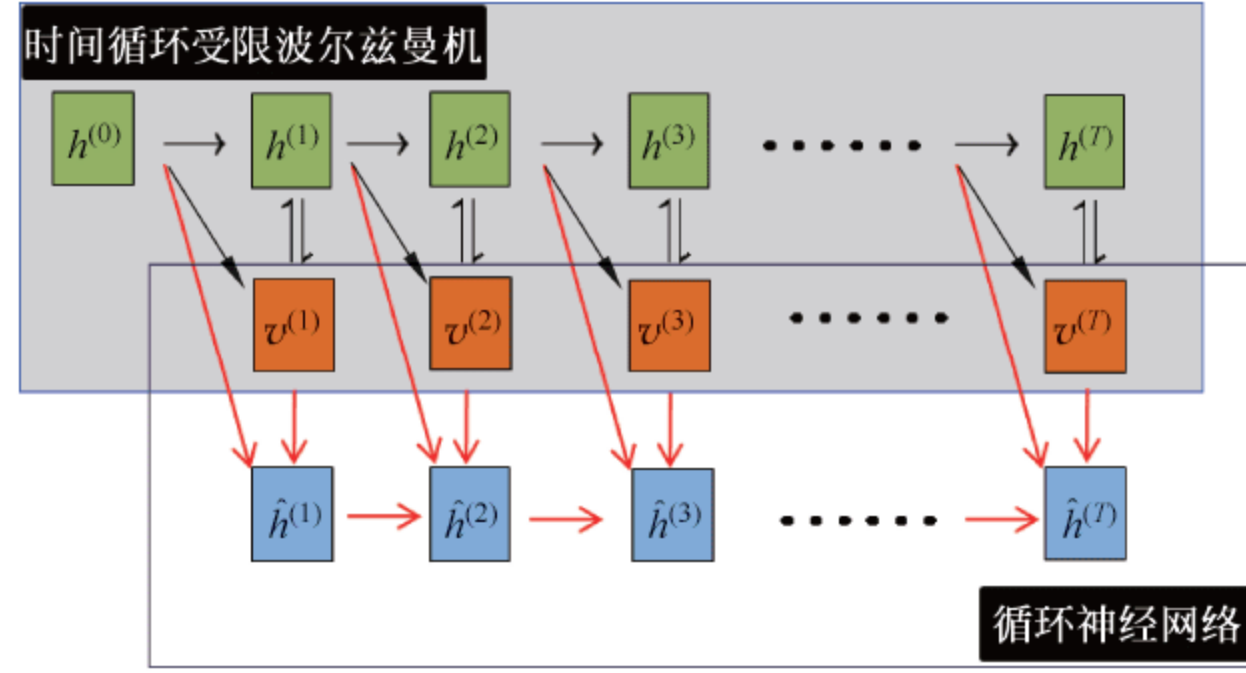 时间循环受限波尔兹曼机
h^(0) h^(1) h^(2) h^(3) ...... h^(T)
v^(1) v^(2) v^(3) ...... v^(T)
ĥ^(1) ĥ^(2) ĥ^(3) ...... ĥ^(T)
循环神经网络